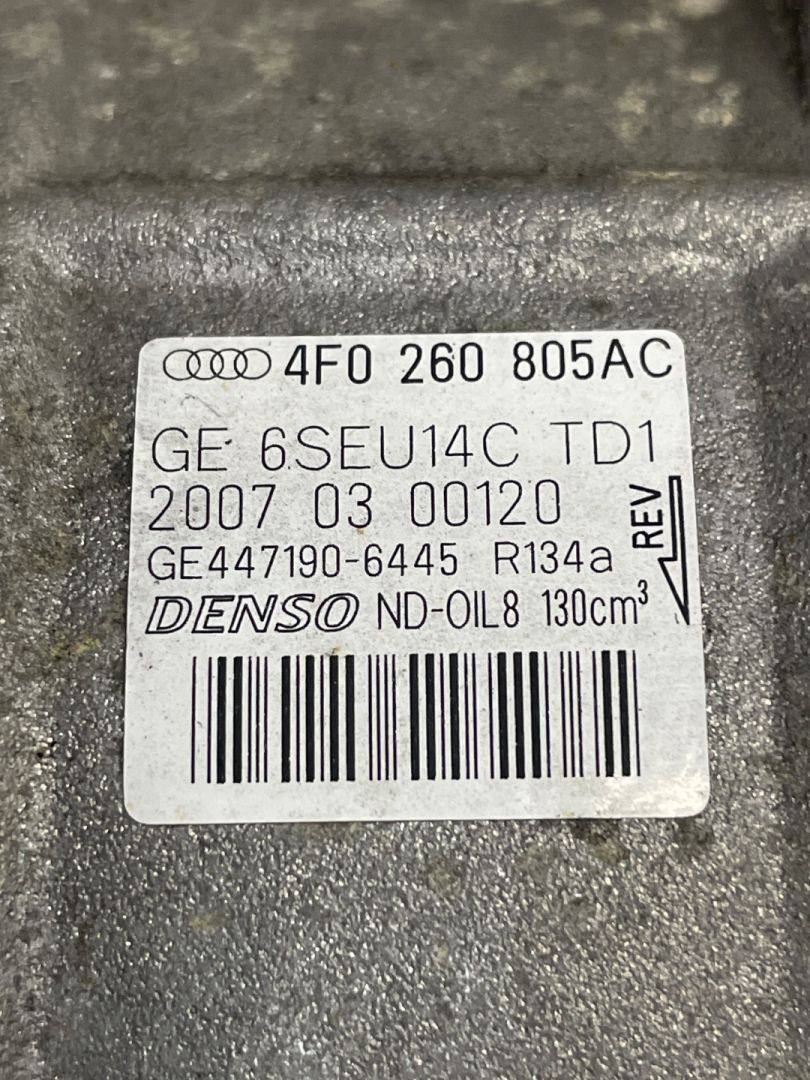 4F0 260 805AC
GE 6SEU14C TD1
2007 03 00120
REV
GE447190-6445 R134a
DENSO ND-OIL8 130cm³